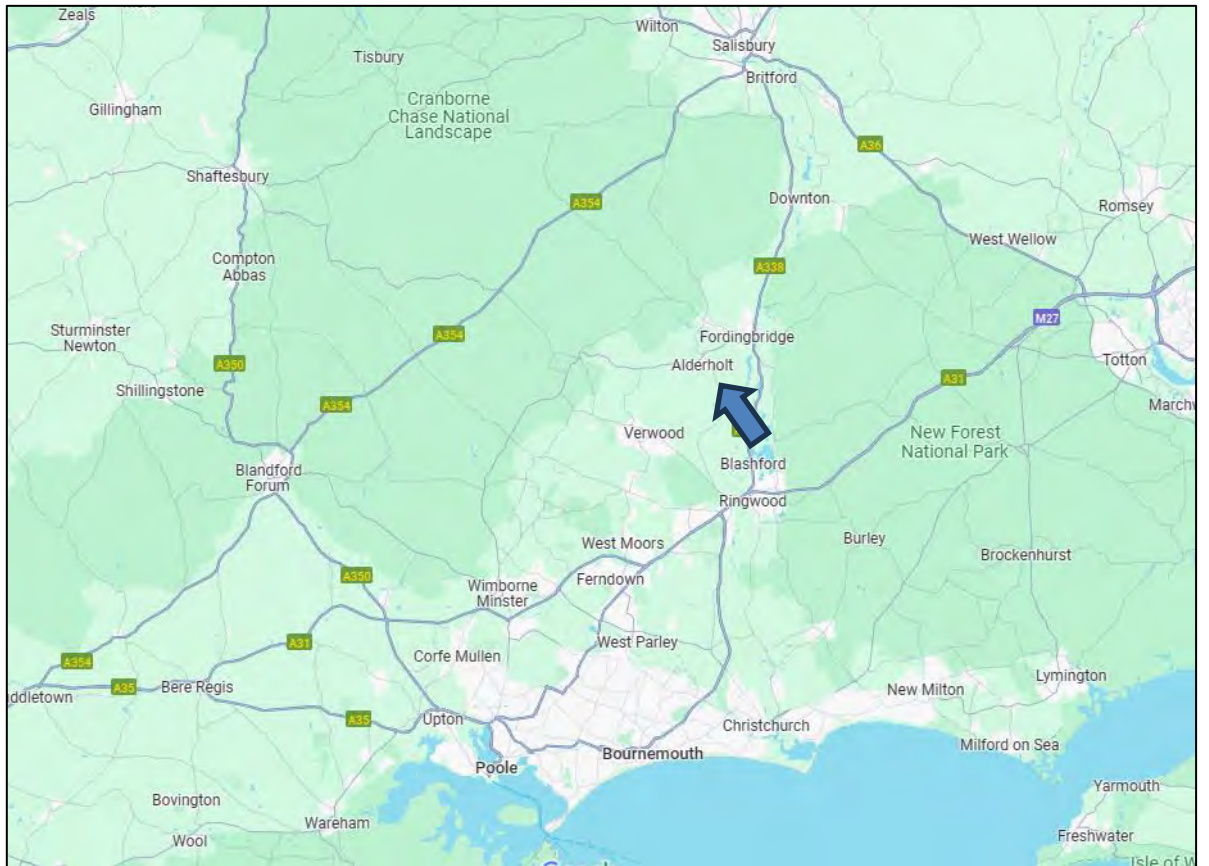 Zeals
Wilton
Salisbury
Tisbury
Britford
Cranborne
Chase National
Landscape
Gillingham
A36
Shaftesbury
A354
Downton
Romsey
West Wellow
Compton
Abbas
A338
M27
Sturminster
Newton
A354
Fordingbridge
A350
Alderholt
Totton
A31
Shillingstone
A354
March
Verwood
New Forest
National Park
Blandford
Forum
Blashford
Ringwood
West Moors
Burley
Brockenhurst
A350
Wimborne
Minster
Ferndown
A31
West Parley
Corfe Mullen
A354
ddletown
A35
Bere Regis
Lymington
New Milton
A35
Upton
Christchurch
Milford on Sea
Bournemouth
Poole
Yarmouth
Bovington
Wareham
Wool
Freshwater
Isle of W